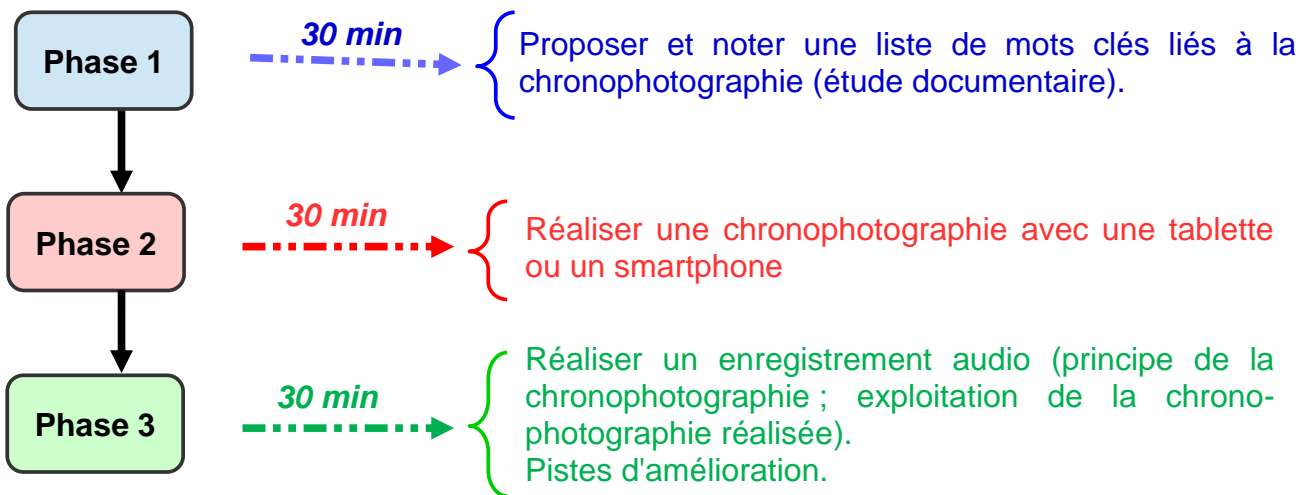 Phase 1
30 min
Proposer et noter une liste de mots clés liés à la
chronophotographie (étude documentaire).
Phase 2
30 min
Réaliser une chronophotographie avec une tablette
ou un smartphone
Phase 3
30 min
Réaliser un enregistrement audio (principe de la
chronophotographie ; exploitation de la chrono-
photographie réalisée).
Pistes d'amélioration.